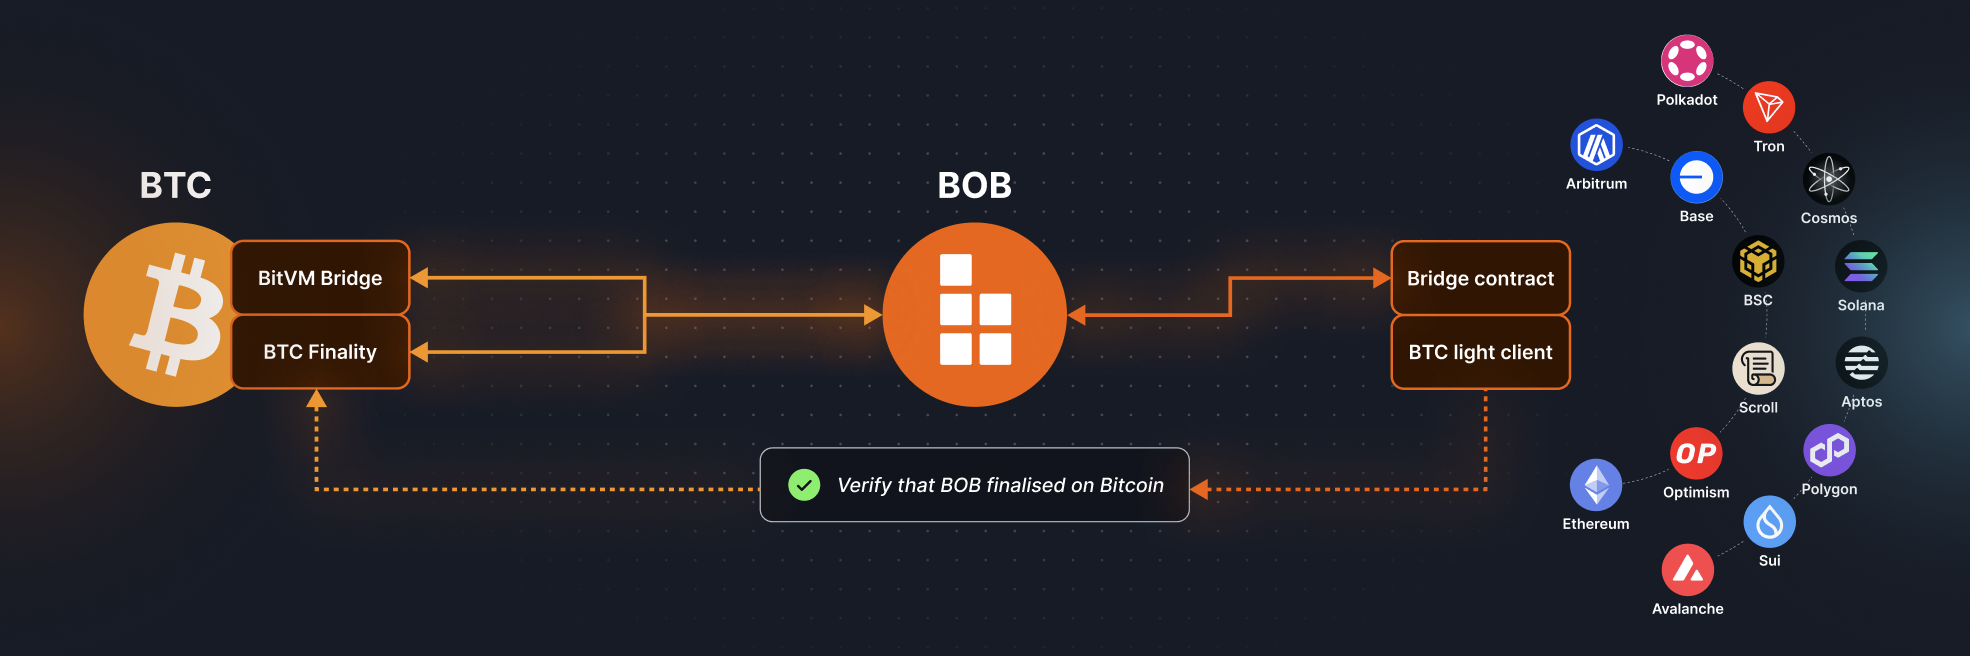 BTC
BitVM Bridge
BTC Finality
BOB
Bridge contract
BTC light client
Verify that BOB finalised on Bitcoin
Polkadot
Tron
Arbitrum
Base
Cosmos
BSC
Solana
Scroll
Aptos
OP
Optimism
Polygon
Ethereum
Sui
Avalanche